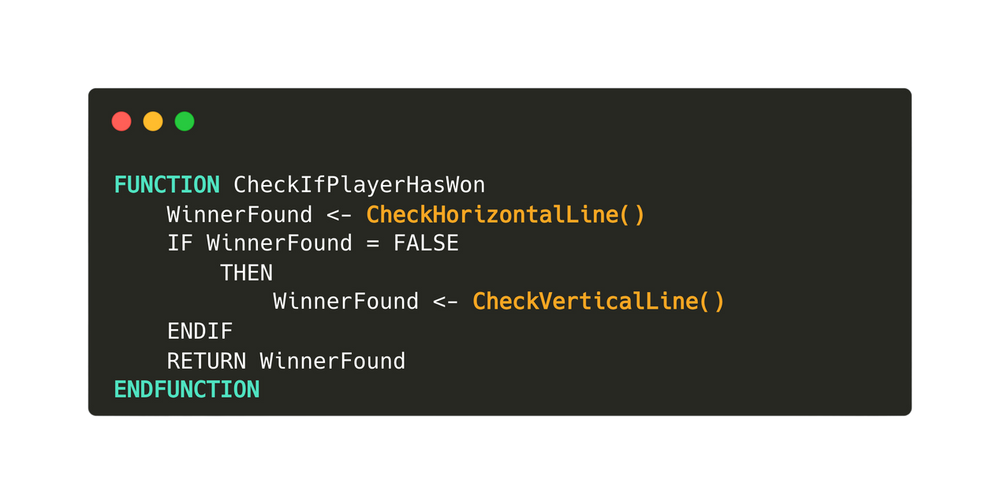 FUNCTION CheckIfPlayerHasWon
    WinnerFound <- CheckHorizontalLine()
    IF WinnerFound = FALSE
        THEN
            WinnerFound <- CheckVerticalLine()
    ENDIF
    RETURN WinnerFound
ENDFUNCTION